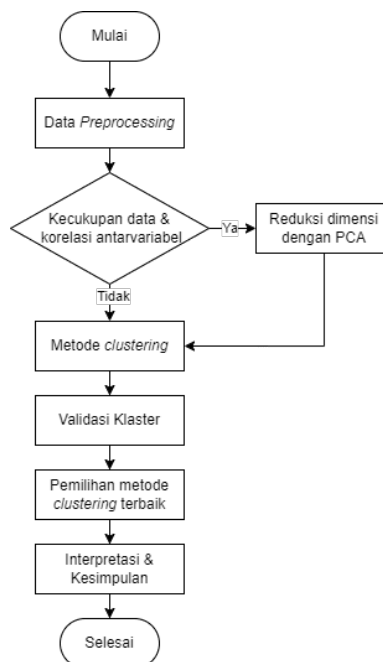 Mulai
Data Preprocessing
Kecukupan data &
korelasi antarvariabel
Ya
Reduksi dimensi
dengan PCA
Tidak
Metode clustering
Validasi Klaster
Pemilihan metode
clustering terbaik
Interpretasi &
Kesimpulan
Selesai